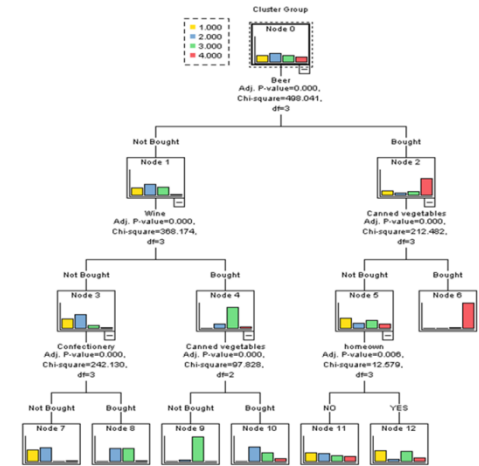 Cluster Group
1.000
2.000
3.000
4.000
Node 0
Beer
Adj. P-value=0.000,
Chi-square=498.041,
df=3
Not Bought
Bought
Node 1
Node 2
Wine
Adj. P-value=0.000,
Chi-square=368.174,
df=3
Canned vegetables
Adj. P-value=0.000,
Chi-square=212.482,
df=3
Not Bought
Bought
Not Bought
Bought
Node 3
Node 4
Node 5
Node 6
Confectionery
Adj. P-value=0.000,
Chi-square=242.130,
df=3
Canned vegetables
Adj. P-value=0.000,
Chi-square=97.828,
df=2
homeown
Adj. P-value=0.006,
Chi-square=12.579,
df=3
Not Bought
Bought
Not Bought
Bought
NO
YES
Node 7
Node 8
Node 9
Node 10
Node 11
Node 12